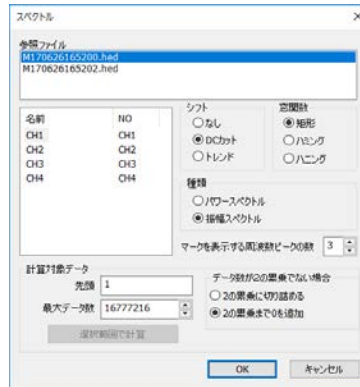 スペクトル
参照ファイル
M170626165200.hed
M170626165202.hed
名前 NO
CH1 CH1
CH2 CH2
CH3 CH3
CH4 CH4
シフト
なし
DCカット
トレンド
窓関数
矩形
ハミング
ハニング
種類
パワースペクトル
振幅スペクトル
マークを表示する周波数ピークの数 3
計算対象データ
先頭 1
最大データ数 16777216
選択範囲で計算
データ数が2の累乗でない場合
2の累乗に切り詰める
2の累乗まで0を追加
OK キャンセル